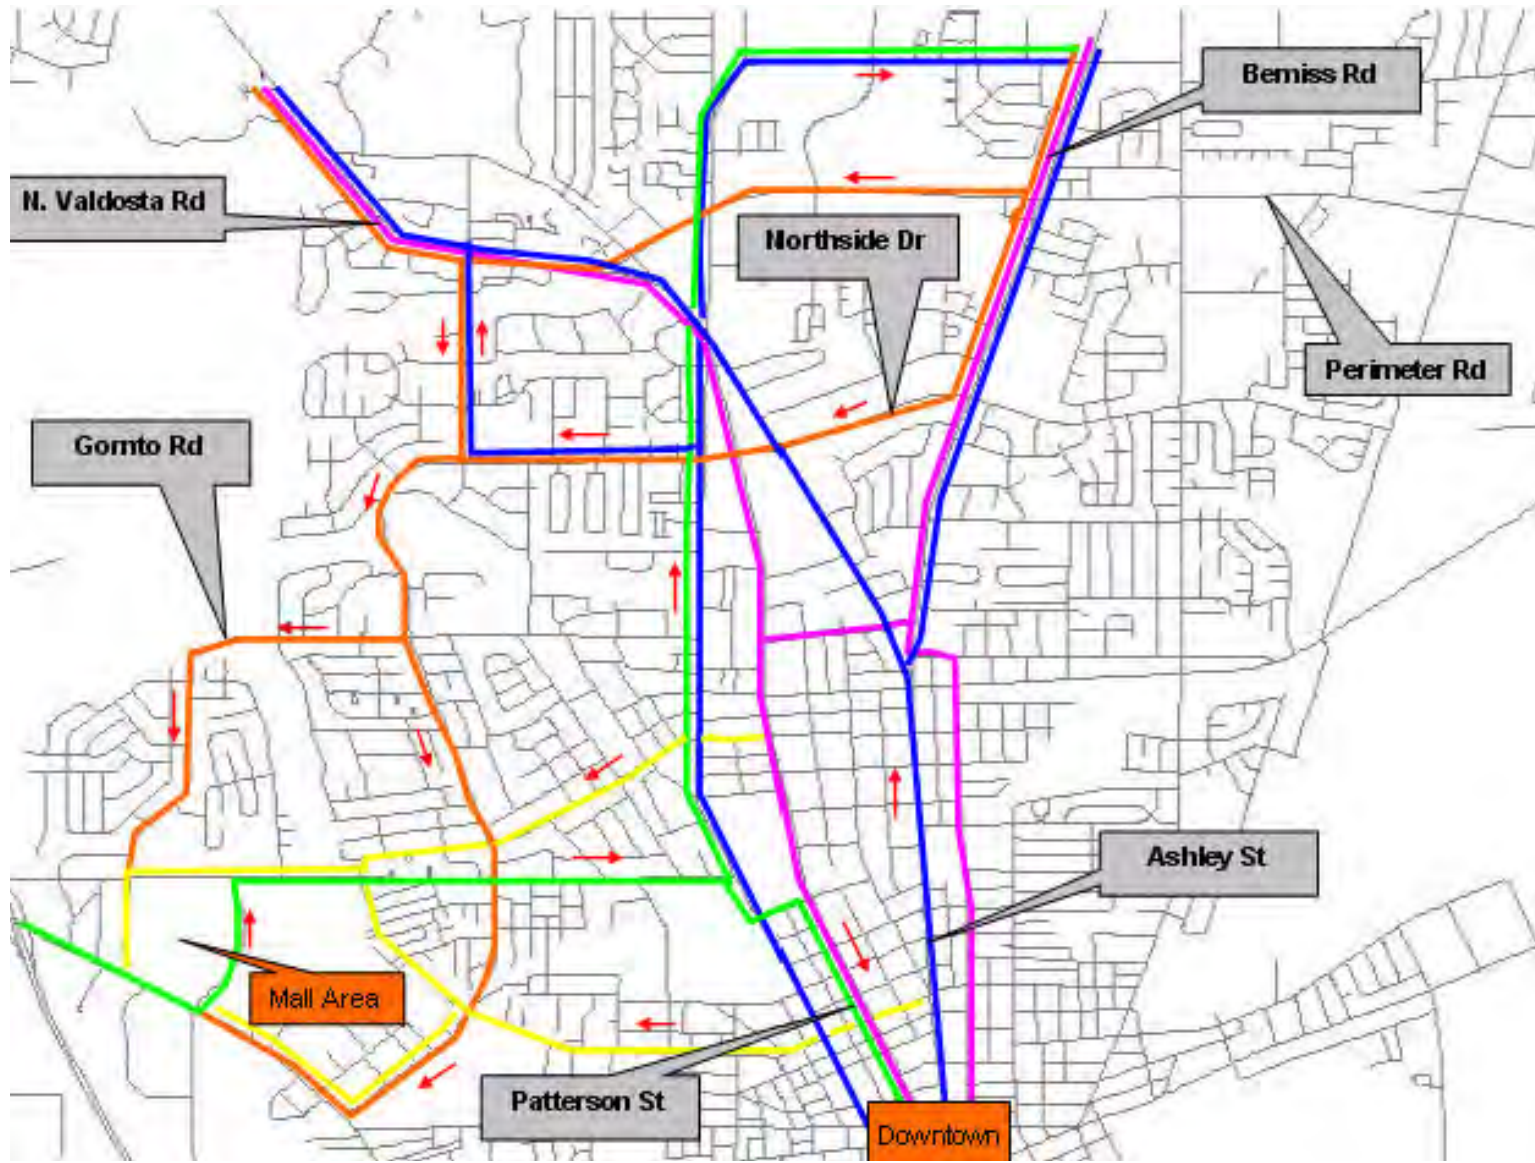 Bemiss Rd
N. Valdosta Rd
Northside Dr
Perimeter Rd
Gornto Rd
Ashley St
Mall Area
Patterson St
Downtown